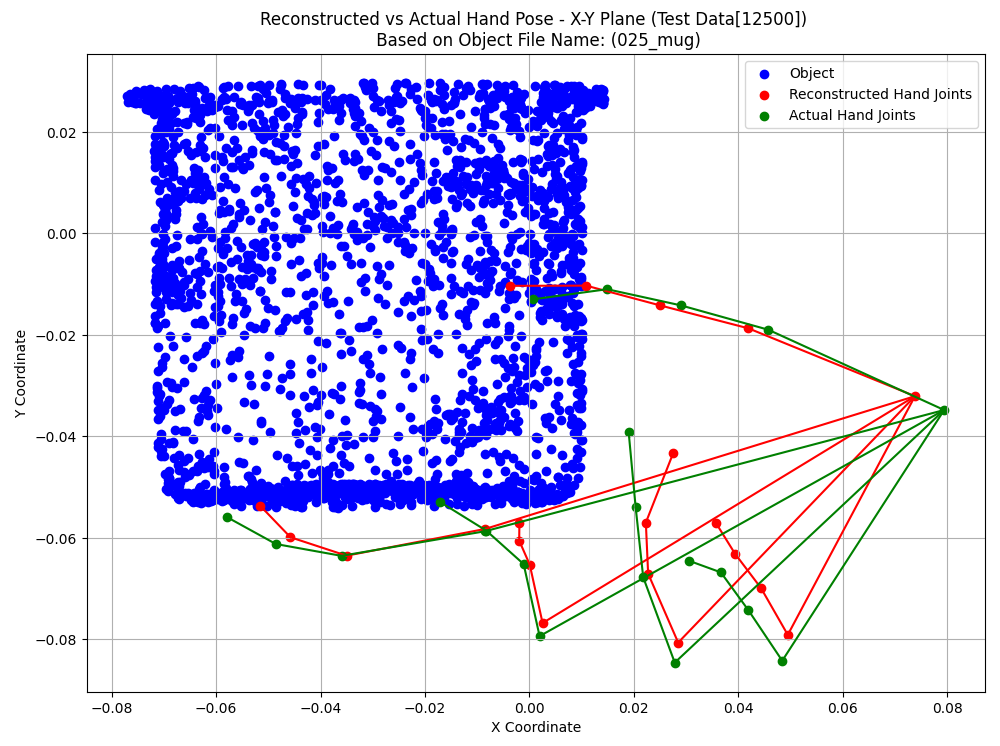 Reconstructed vs Actual Hand Pose - X-Y Plane (Test Data[12500])
Based on Object File Name: (025_mug)
Object
Reconstructed Hand Joints
Actual Hand Joints
Y Coordinate
0.02
0.00
−0.02
−0.04
−0.06
−0.08
−0.08
−0.06
−0.04
−0.02
0.00
0.02
0.04
0.06
0.08
X Coordinate